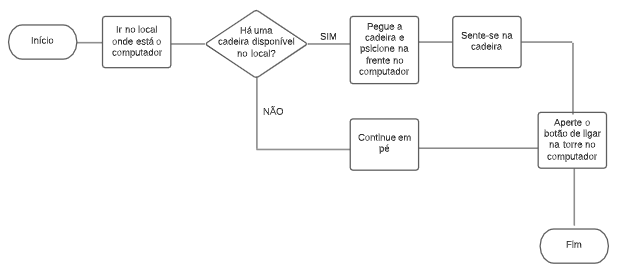 Início
Ir no local
onde está o
computador
Há uma
cadeira disponível
no local?
SIM
Pegue a
cadeira e
psicione na
frente no
computador
Sente-se na
cadeira
NÃO
Continue em
pé
Aperte o
botão de ligar
na torre no
computador
Fim